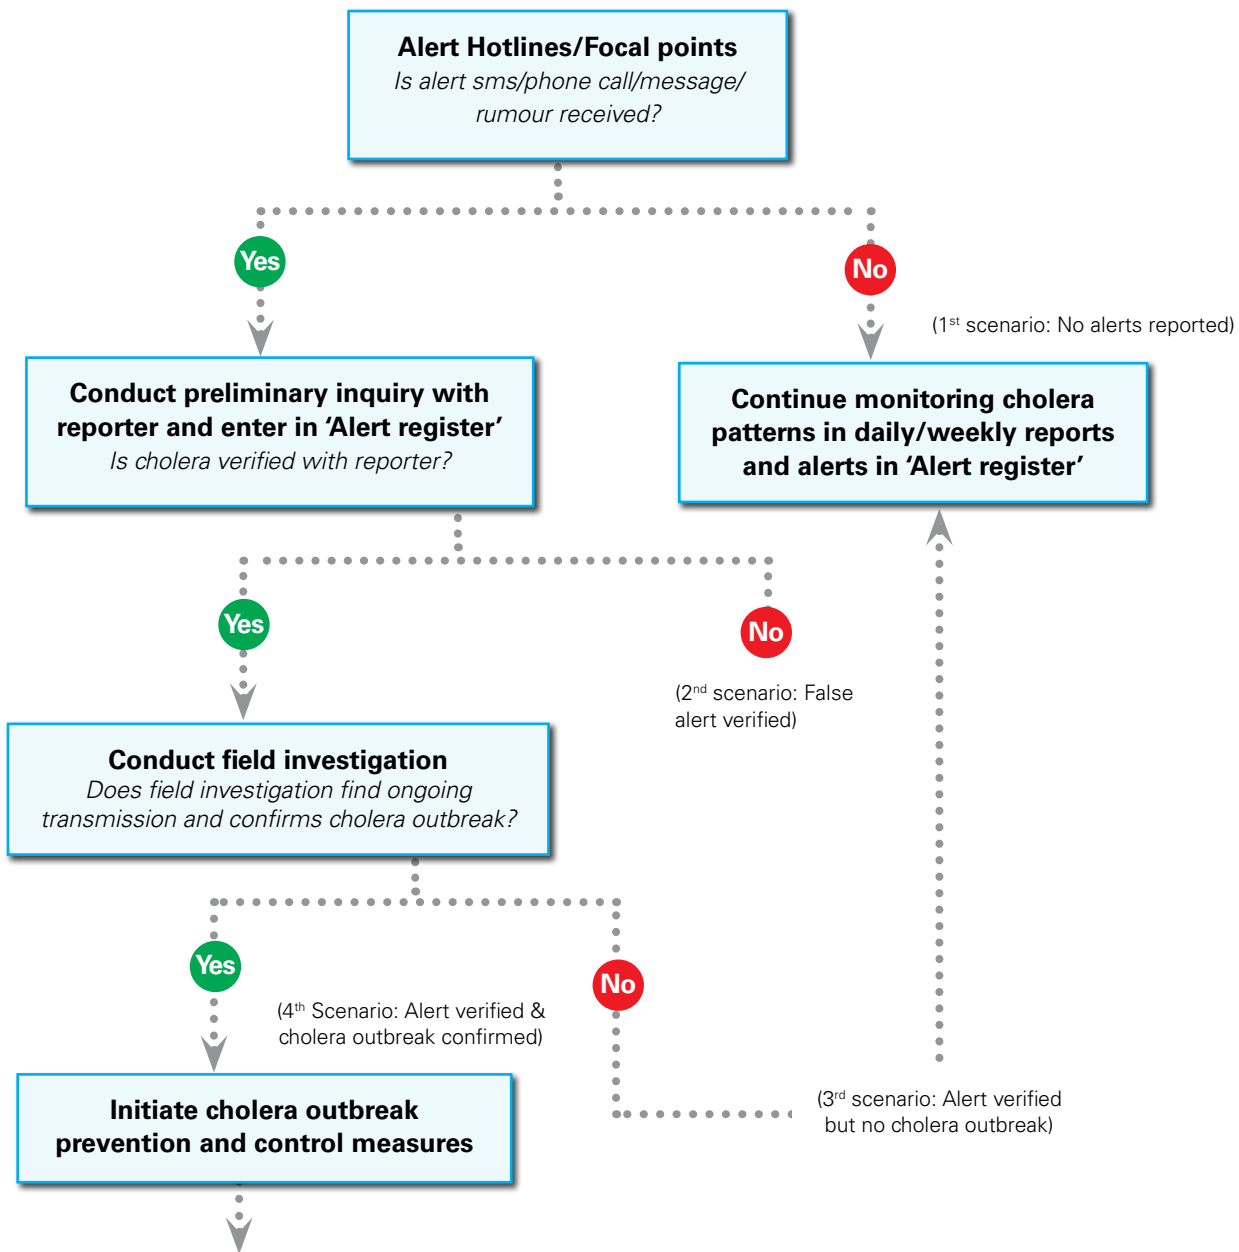 Alert Hotlines/Focal points
Is alert sms/phone call/message/
rumour received?
Yes
No
(1st scenario: No alerts reported)
Conduct preliminary inquiry with
reporter and enter in ‘Alert register’
Is cholera verified with reporter?
Continue monitoring cholera
patterns in daily/weekly reports
and alerts in ‘Alert register’
Yes
No
(2nd scenario: False
alert verified)
Conduct field investigation
Does field investigation find ongoing
transmission and confirms cholera outbreak?
Yes
No
(4th Scenario: Alert verified &
cholera outbreak confirmed)
Initiate cholera outbreak
prevention and control measures
(3rd scenario: Alert verified
but no cholera outbreak)